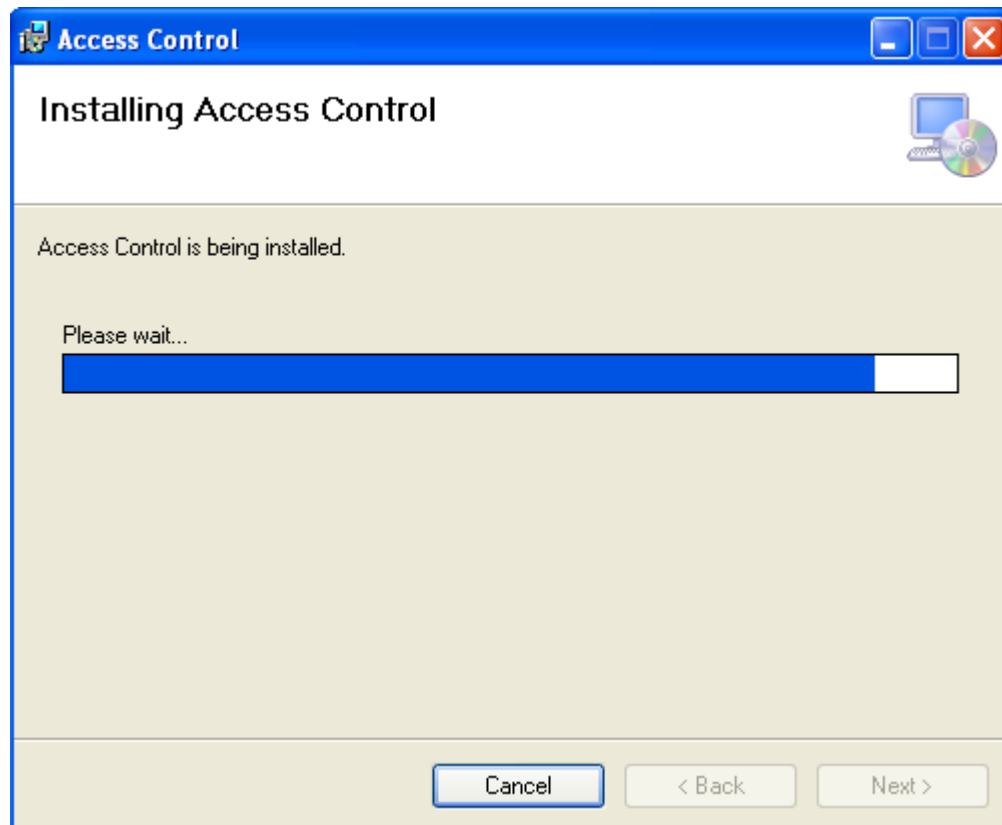 Access Control
Installing Access Control
Access Control is being installed.
Please wait...
Cancel
< Back
Next >